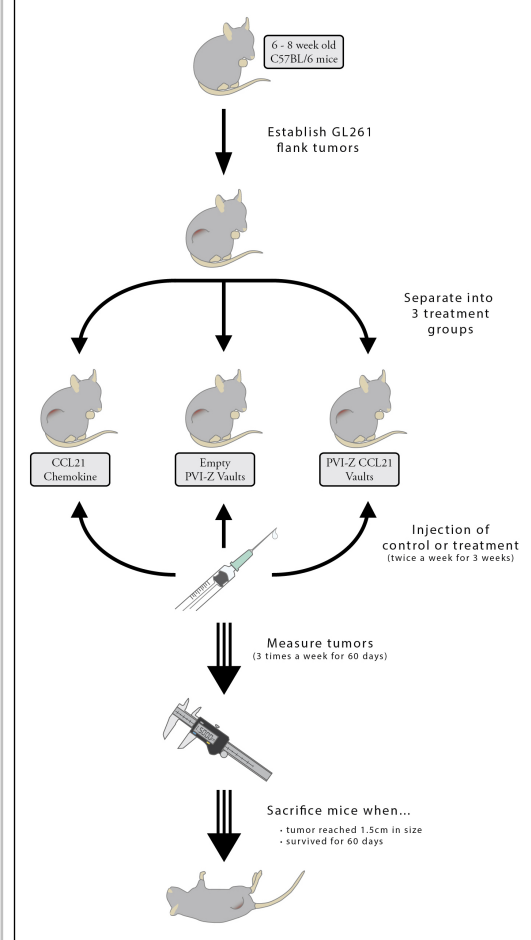 6 - 8 week old
C57BL/6 mice
Establish GL261
flank tumors
Separate into
3 treatment
groups
CCL21
Chemokine
Empty
PVI-Z Vaults
PVI-Z CCL21
Vaults
Injection of
control or treatment
(twice a week for 3 weeks)
Measure tumors
(3 times a week for 60 days)
Sacrifice mice when...
• tumor reached 1.5cm in size
• survived for 60 days